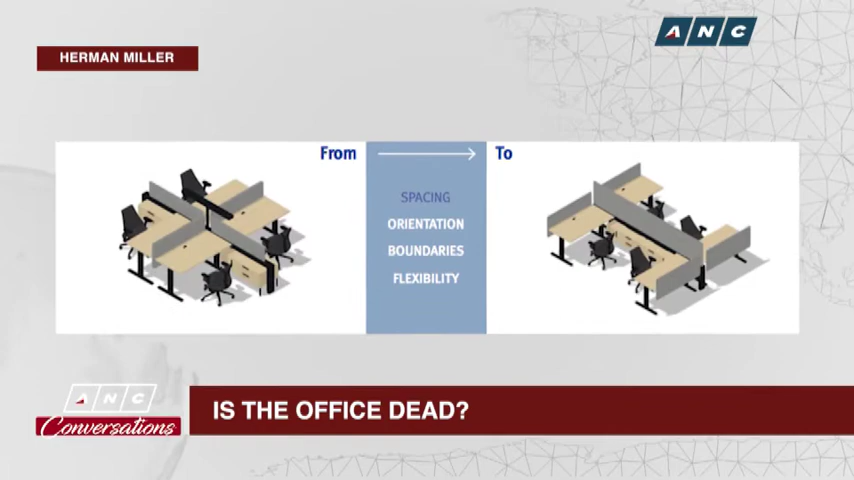 HERMAN MILLER
ANC
From
To
SPACING
ORIENTATION
BOUNDARIES
FLEXIBILITY
ANC
Conversations
IS THE OFFICE DEAD?